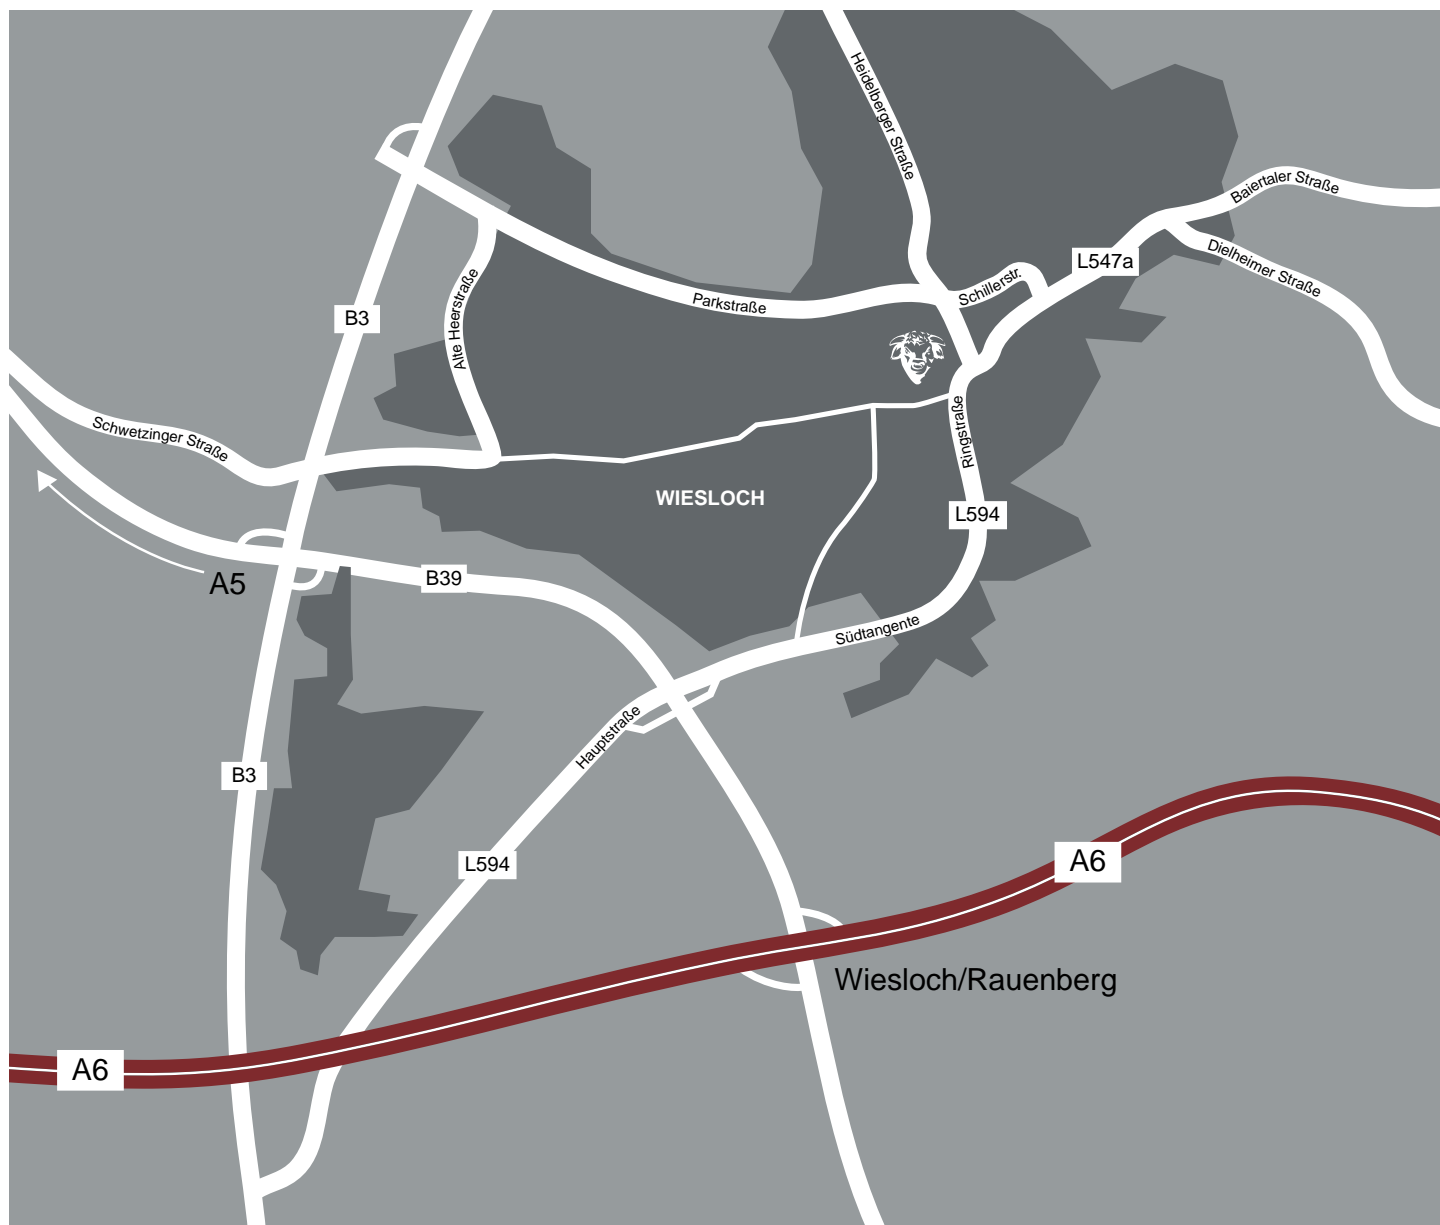 Heidelberger Straße
Baiertaler Straße
L547a
Dielheimer Straße
Schillerstr.
Parkstraße
B3
Alte Heerstraße
Schwetzinger Straße
Ringstraße
WIESLOCH
L594
A5
B39
Südtangente
Hauptstraße
B3
L594
A6
Wiesloch/Rauenberg
A6